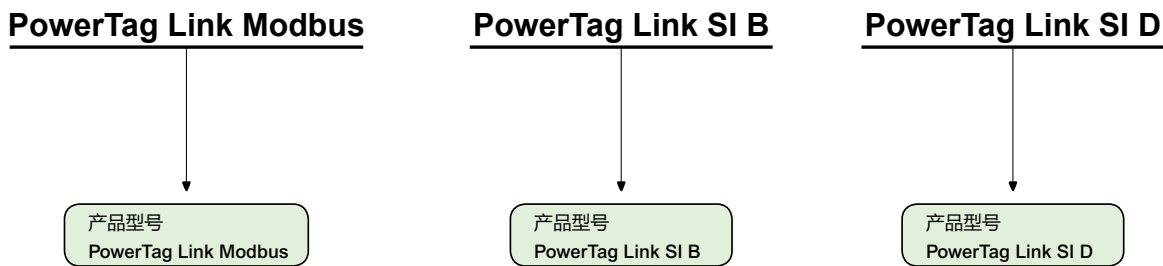 PowerTag Link Modbus
PowerTag Link SI B
PowerTag Link SI D
产品型号
PowerTag Link Modbus
产品型号
PowerTag Link SI B
产品型号
PowerTag Link SI D